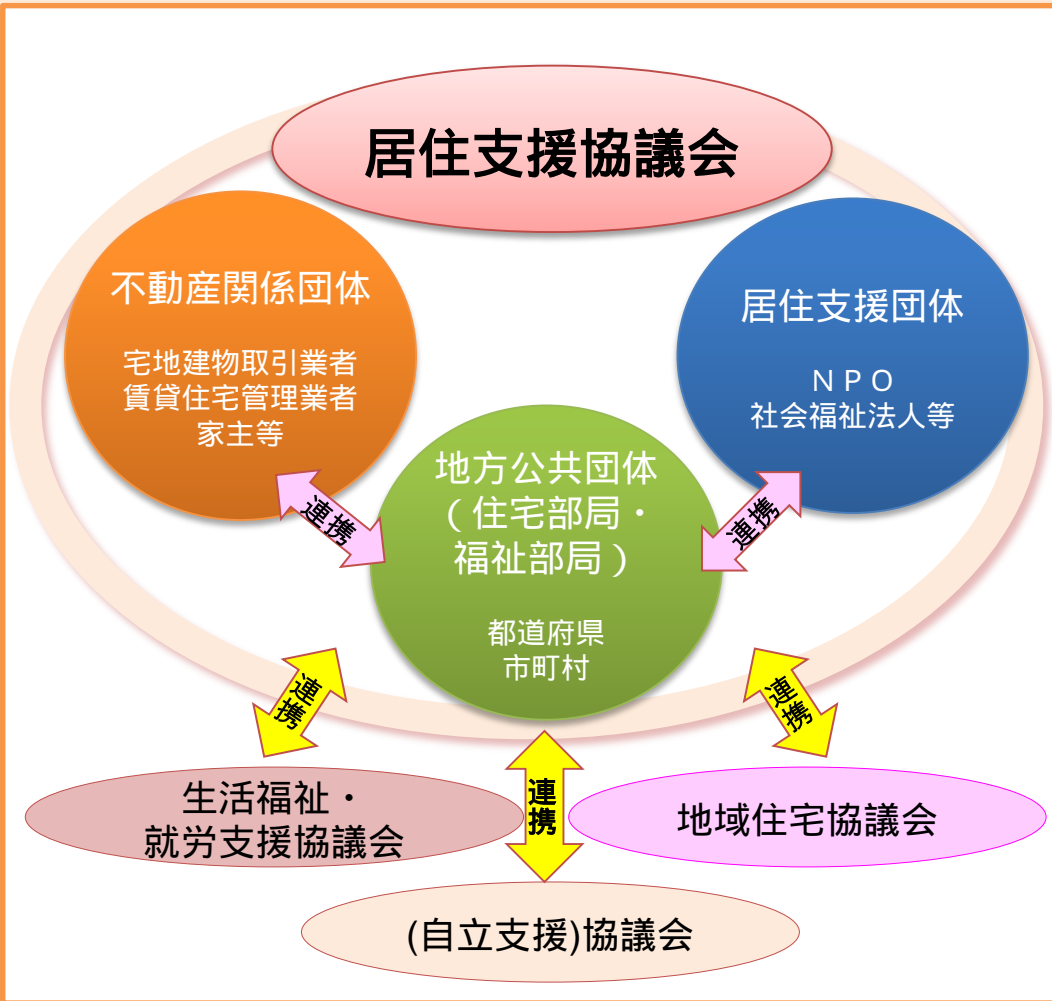 居住支援協議会
不動産関係団体
宅地建物取引業者
賃貸住宅管理業者
家主等
居住支援団体
ＮＰＯ
社会福祉法人等
地方公共団体
（住宅部局・
福祉部局）
都道府県
市町村
連携
連携
連携
連携
連携
生活福祉・
就労支援協議会
地域住宅協議会
(自立支援)協議会